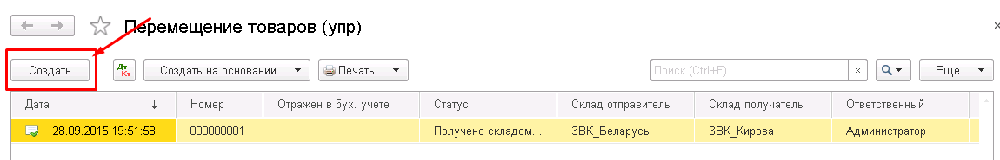 Перемещение товаров (упр)
Создать Дт Кт Создать на основании Печать Поиск (Ctrl+F) × Еще
Дата ↓ Номер Отражен в бух. учете Статус Склад отправитель Склад получатель Ответственный
28.09.2015 19:51:58 000000001 Получено складом... ЗВК_Беларусь ЗВК_Кирова Администратор